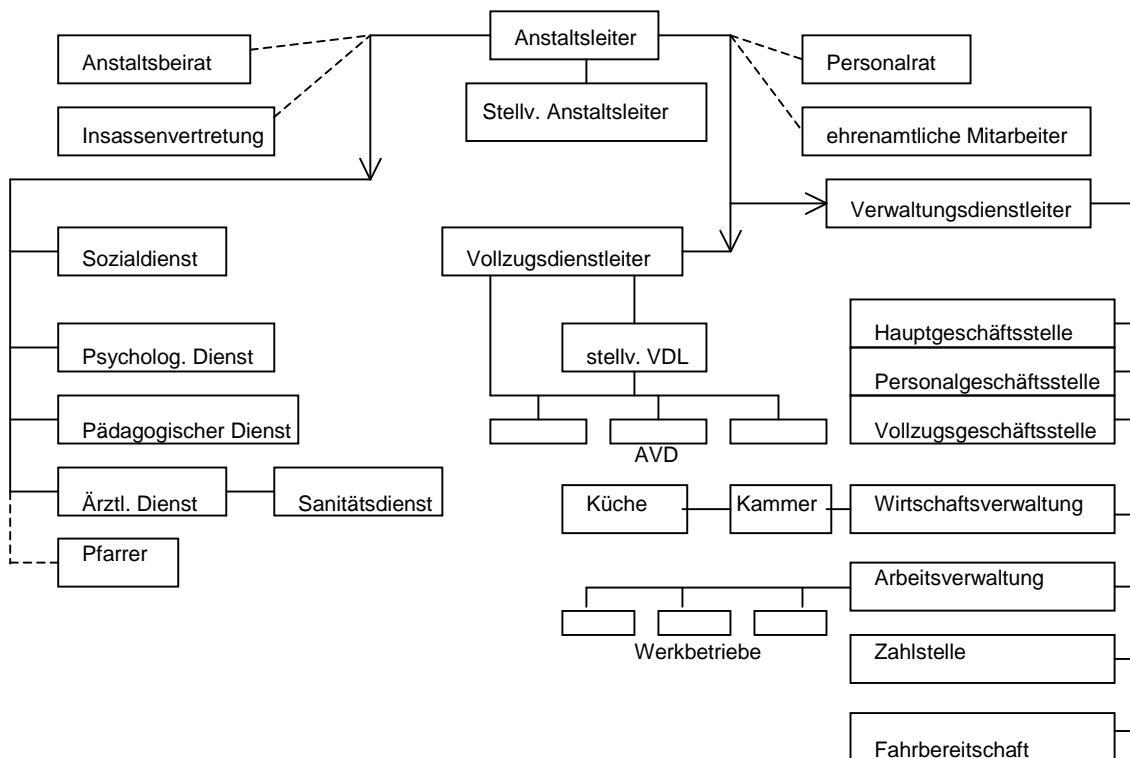 Anstaltsleiter
Anstaltsbeirat
Personalrat
Stellv. Anstaltsleiter
Insassenvertretung
ehrenamtliche Mitarbeiter
Verwaltungsdienstleiter
Sozialdienst
Vollzugsdienstleiter
Hauptgeschäftsstelle
Psycholog. Dienst
stellv. VDL
Personalgeschäftsstelle
Pädagogischer Dienst
Vollzugsgeschäftsstelle
AVD
Ärztl. Dienst
Sanitätsdienst
Küche
Kammer
Wirtschaftsverwaltung
Pfarrer
Arbeitsverwaltung
Werkbetriebe
Zahlstelle
Fahrbereitschaft